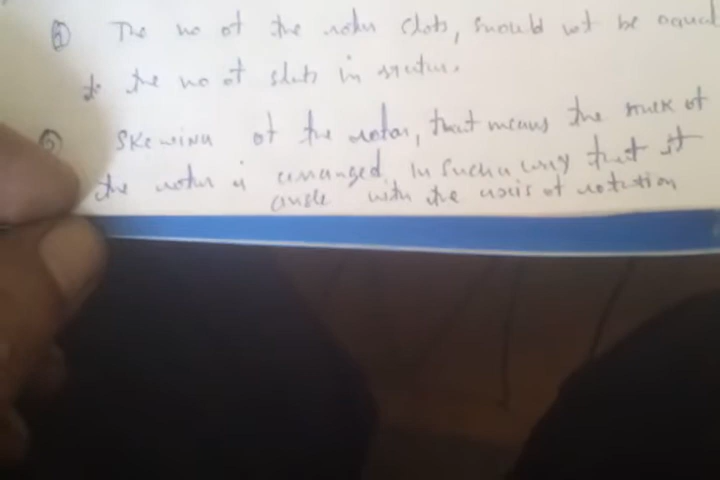 The no of the rotor slots, should not be equal
to the no of slots in stator.
Skewing of the rotor, that means the stack of
the rotor is arranged in such a way that it
angle with the axis of rotation